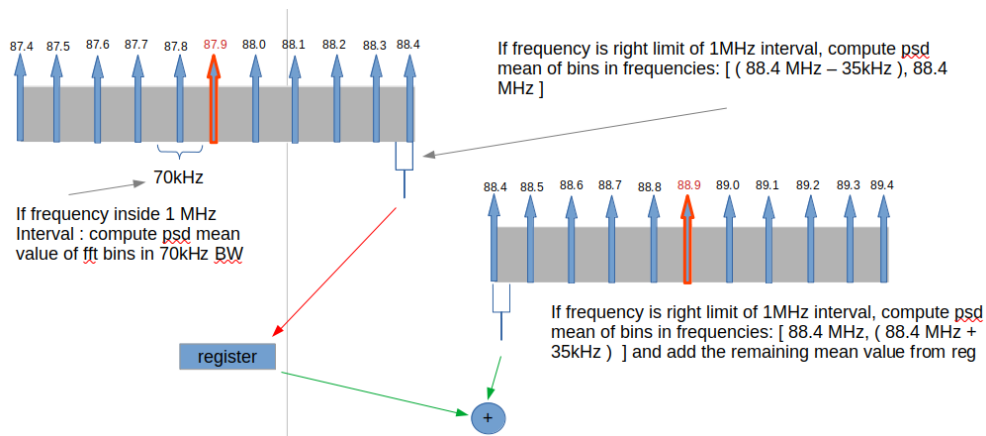 87.4 87.5 87.6 87.7 87.8 87.9 88.0 88.1 88.2 88.3 88.4
If frequency is right limit of 1MHz interval, compute psd
mean of bins in frequencies: [ ( 88.4 MHz – 35kHz ), 88.4
MHz ]
70kHz
If frequency inside 1 MHz
Interval : compute psd mean
value of fft bins in 70kHz BW
88.4 88.5 88.6 88.7 88.8 88.9 89.0 89.1 89.2 89.3 89.4
If frequency is right limit of 1MHz interval, compute psd
mean of bins in frequencies: [ 88.4 MHz, ( 88.4 MHz +
35kHz )  ] and add the remaining mean value from reg
register
+